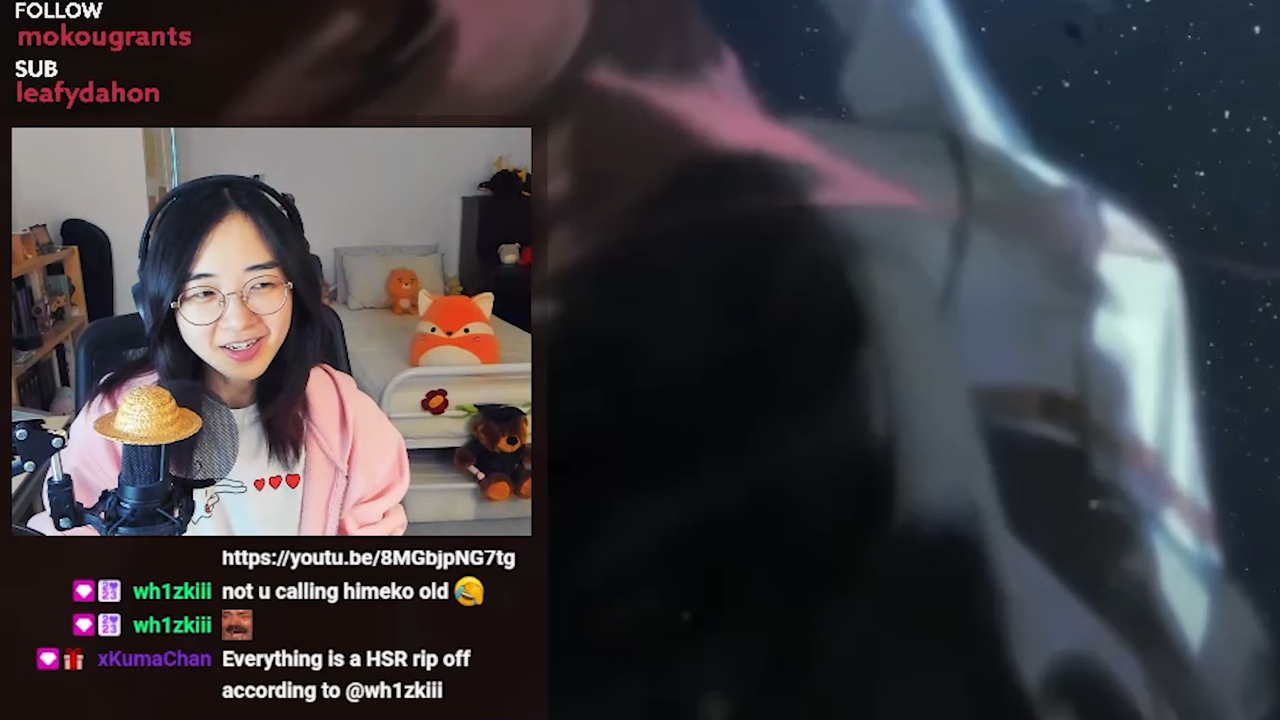 FOLLOW
mokougrants
SUB
leafydahon
https://youtu.be/8MGbjpNG7tg
wh1zkiii not u calling himeko old
wh1zkiii
xKumaChan Everything is a HSR rip off
according to @wh1zkiii